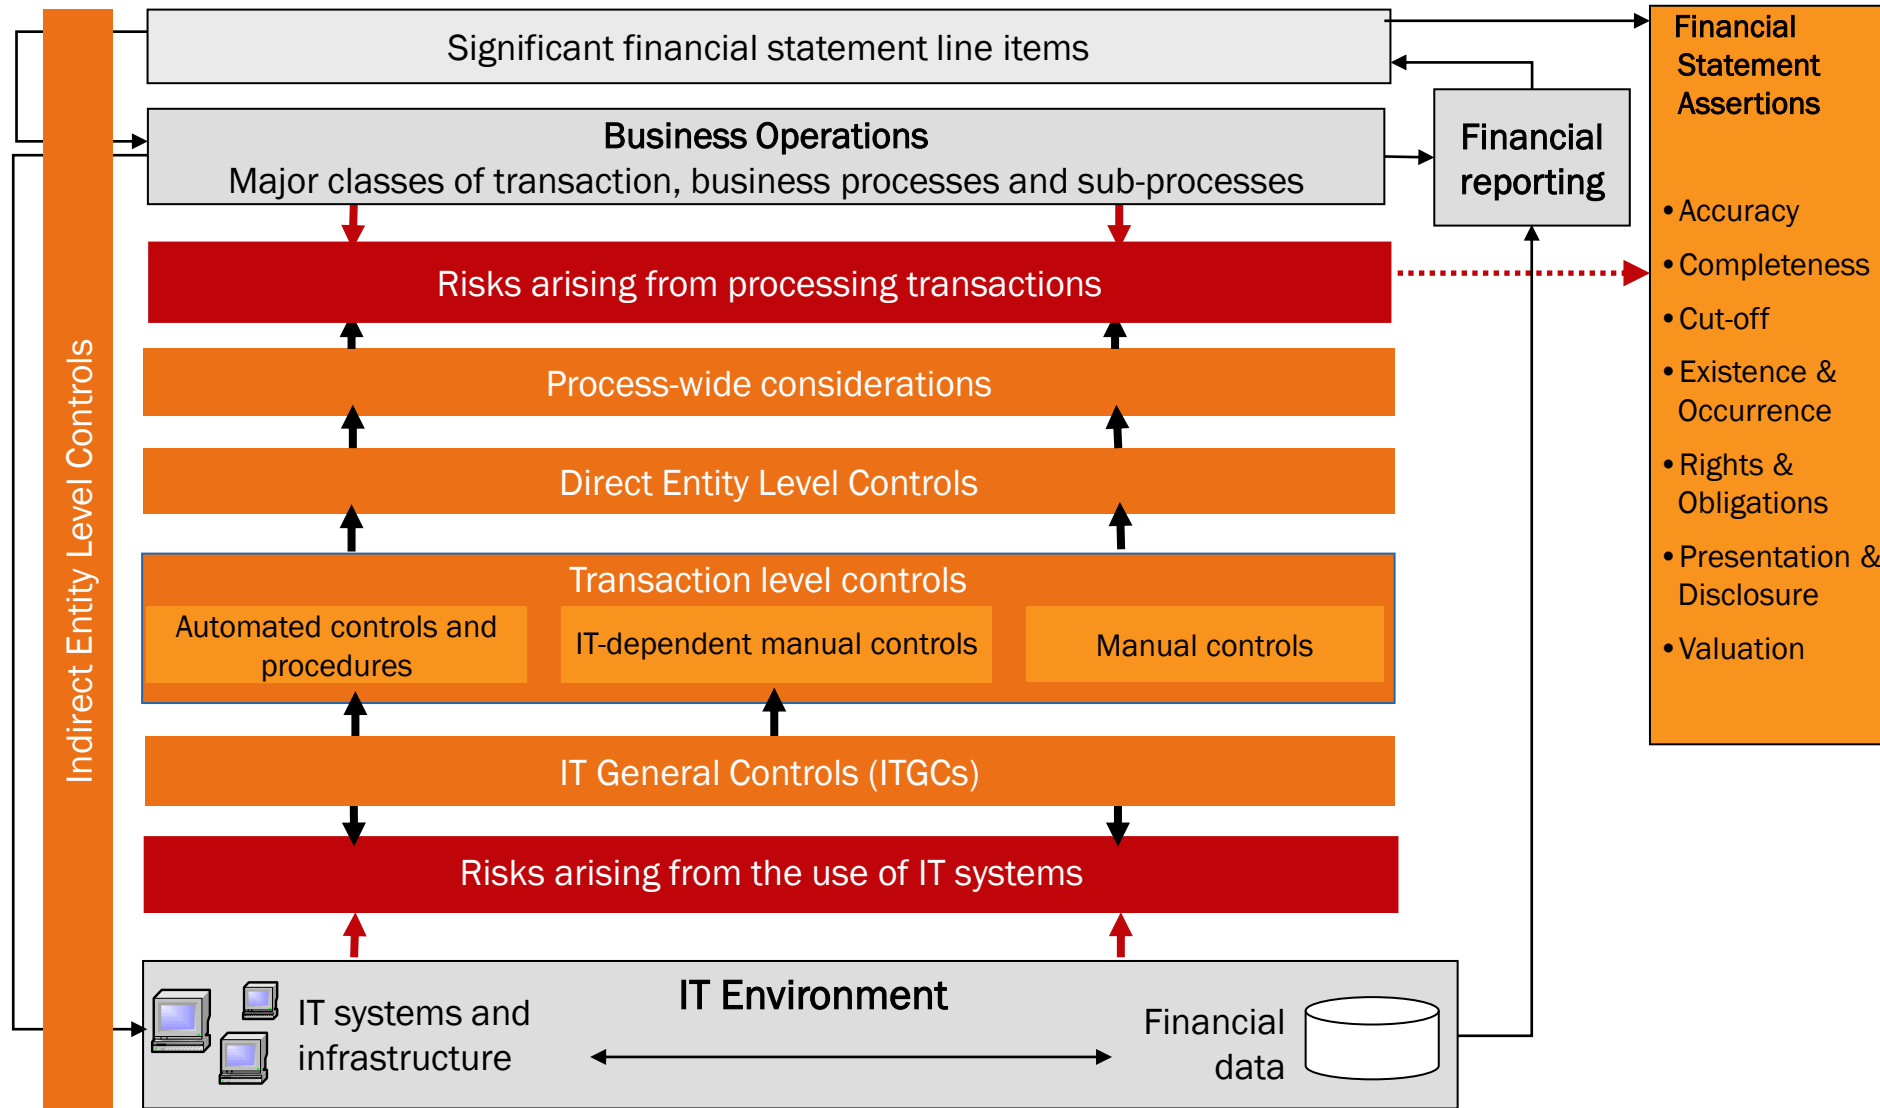 Significant financial statement line items
Business Operations
Major classes of transaction, business processes and sub-processes
Financial
reporting
Risks arising from processing transactions
Process-wide considerations
Direct Entity Level Controls
Transaction level controls
Automated controls and
procedures
IT-dependent manual controls
Manual controls
IT General Controls (ITGCs)
Risks arising from the use of IT systems
IT Environment
IT systems and
infrastructure
Financial
data
Indirect Entity Level Controls
Financial
Statement
Assertions
• Accuracy
• Completeness
• Cut-off
• Existence &
Occurrence
• Rights &
Obligations
• Presentation &
Disclosure
• Valuation